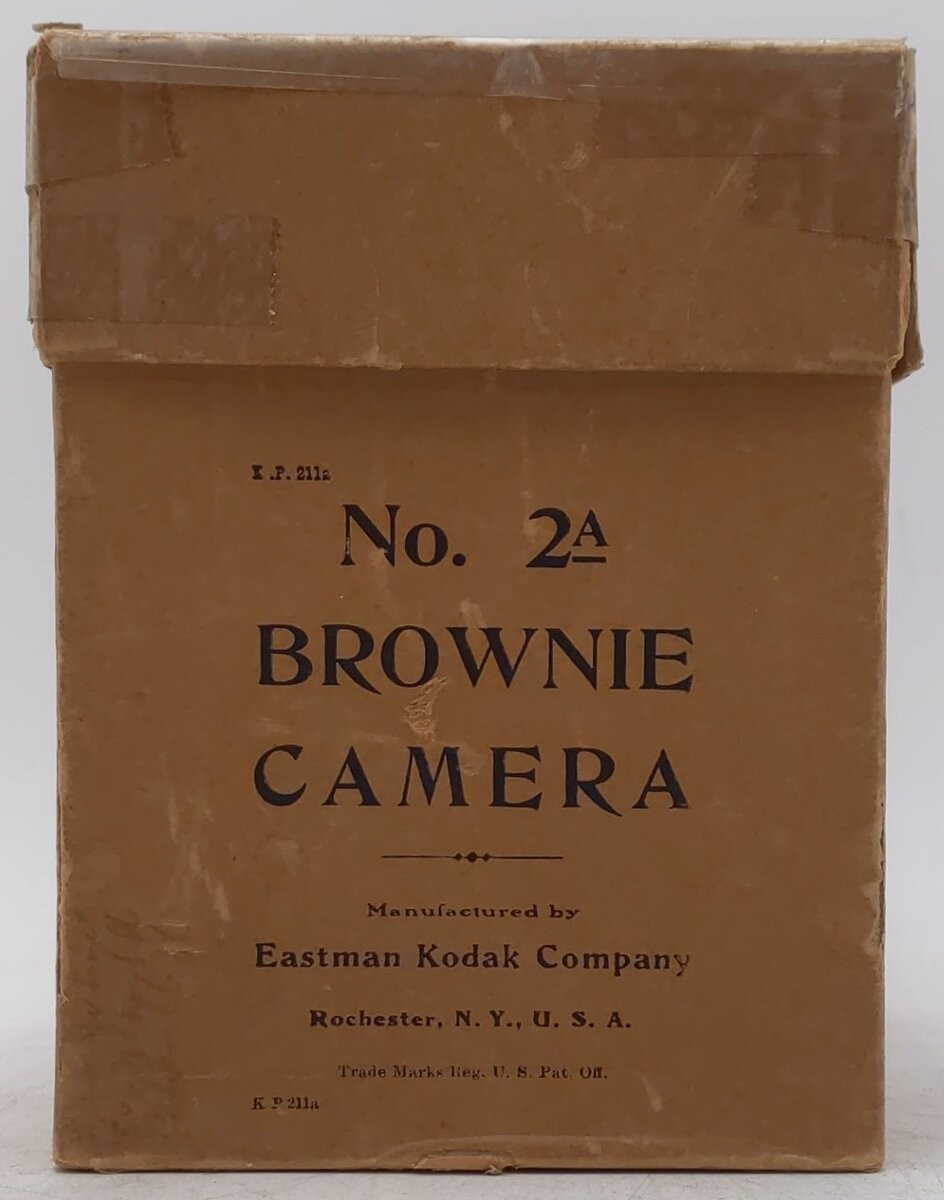 K.P. 211a
No. 2A
BROWNIE
CAMERA
Manufactured by
Eastman Kodak Company
Rochester, N. Y., U. S. A.
Trade Marks Reg. U. S. Pat. Off.
K P 211a